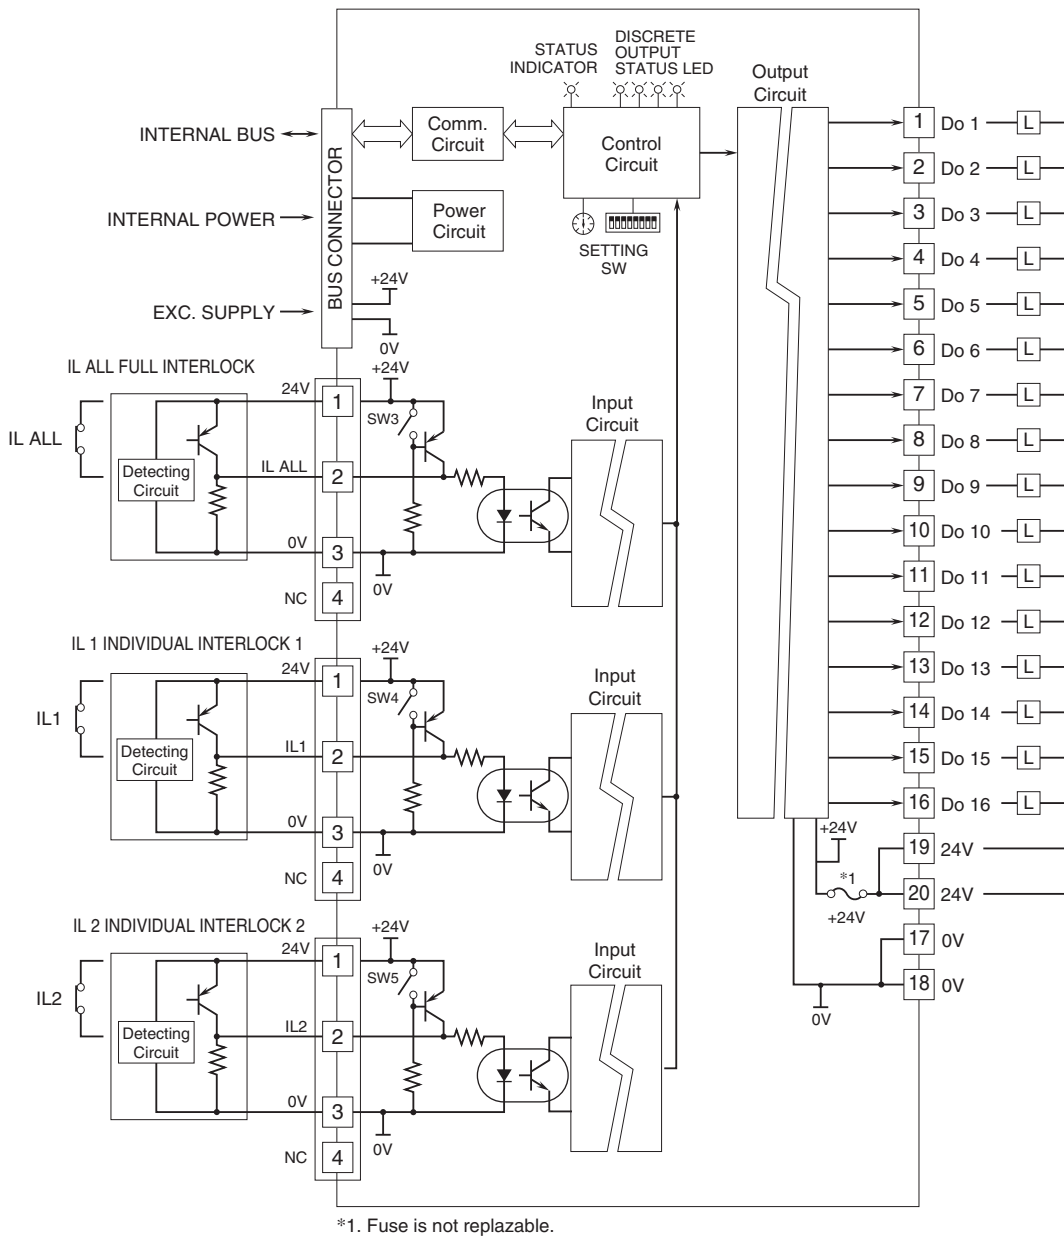 STATUS
INDICATOR
DISCRETE
OUTPUT
STATUS LED
Output
Circuit
INTERNAL BUS
BUS CONNECTOR
Comm.
Circuit
Control
Circuit
INTERNAL POWER
Power
Circuit
SETTING
SW
EXC. SUPPLY
+24V
0V
1 Do 1 L
2 Do 2 L
3 Do 3 L
4 Do 4 L
5 Do 5 L
6 Do 6 L
7 Do 7 L
8 Do 8 L
9 Do 9 L
10 Do 10 L
11 Do 11 L
12 Do 12 L
13 Do 13 L
14 Do 14 L
15 Do 15 L
16 Do 16 L
+24V
19 24V
*1
20 24V
+24V
17 0V
18 0V
0V
IL ALL FULL INTERLOCK
+24V
24V
1
SW3
Input
Circuit
IL ALL
Detecting
Circuit
IL ALL
2
0V
3
0V
NC
4
IL 1 INDIVIDUAL INTERLOCK 1
+24V
24V
1
SW4
Input
Circuit
IL1
Detecting
Circuit
IL1
2
0V
3
0V
NC
4
IL 2 INDIVIDUAL INTERLOCK 2
+24V
24V
1
SW5
Input
Circuit
IL2
Detecting
Circuit
IL2
2
0V
3
0V
NC
4
*1. Fuse is not replazable.